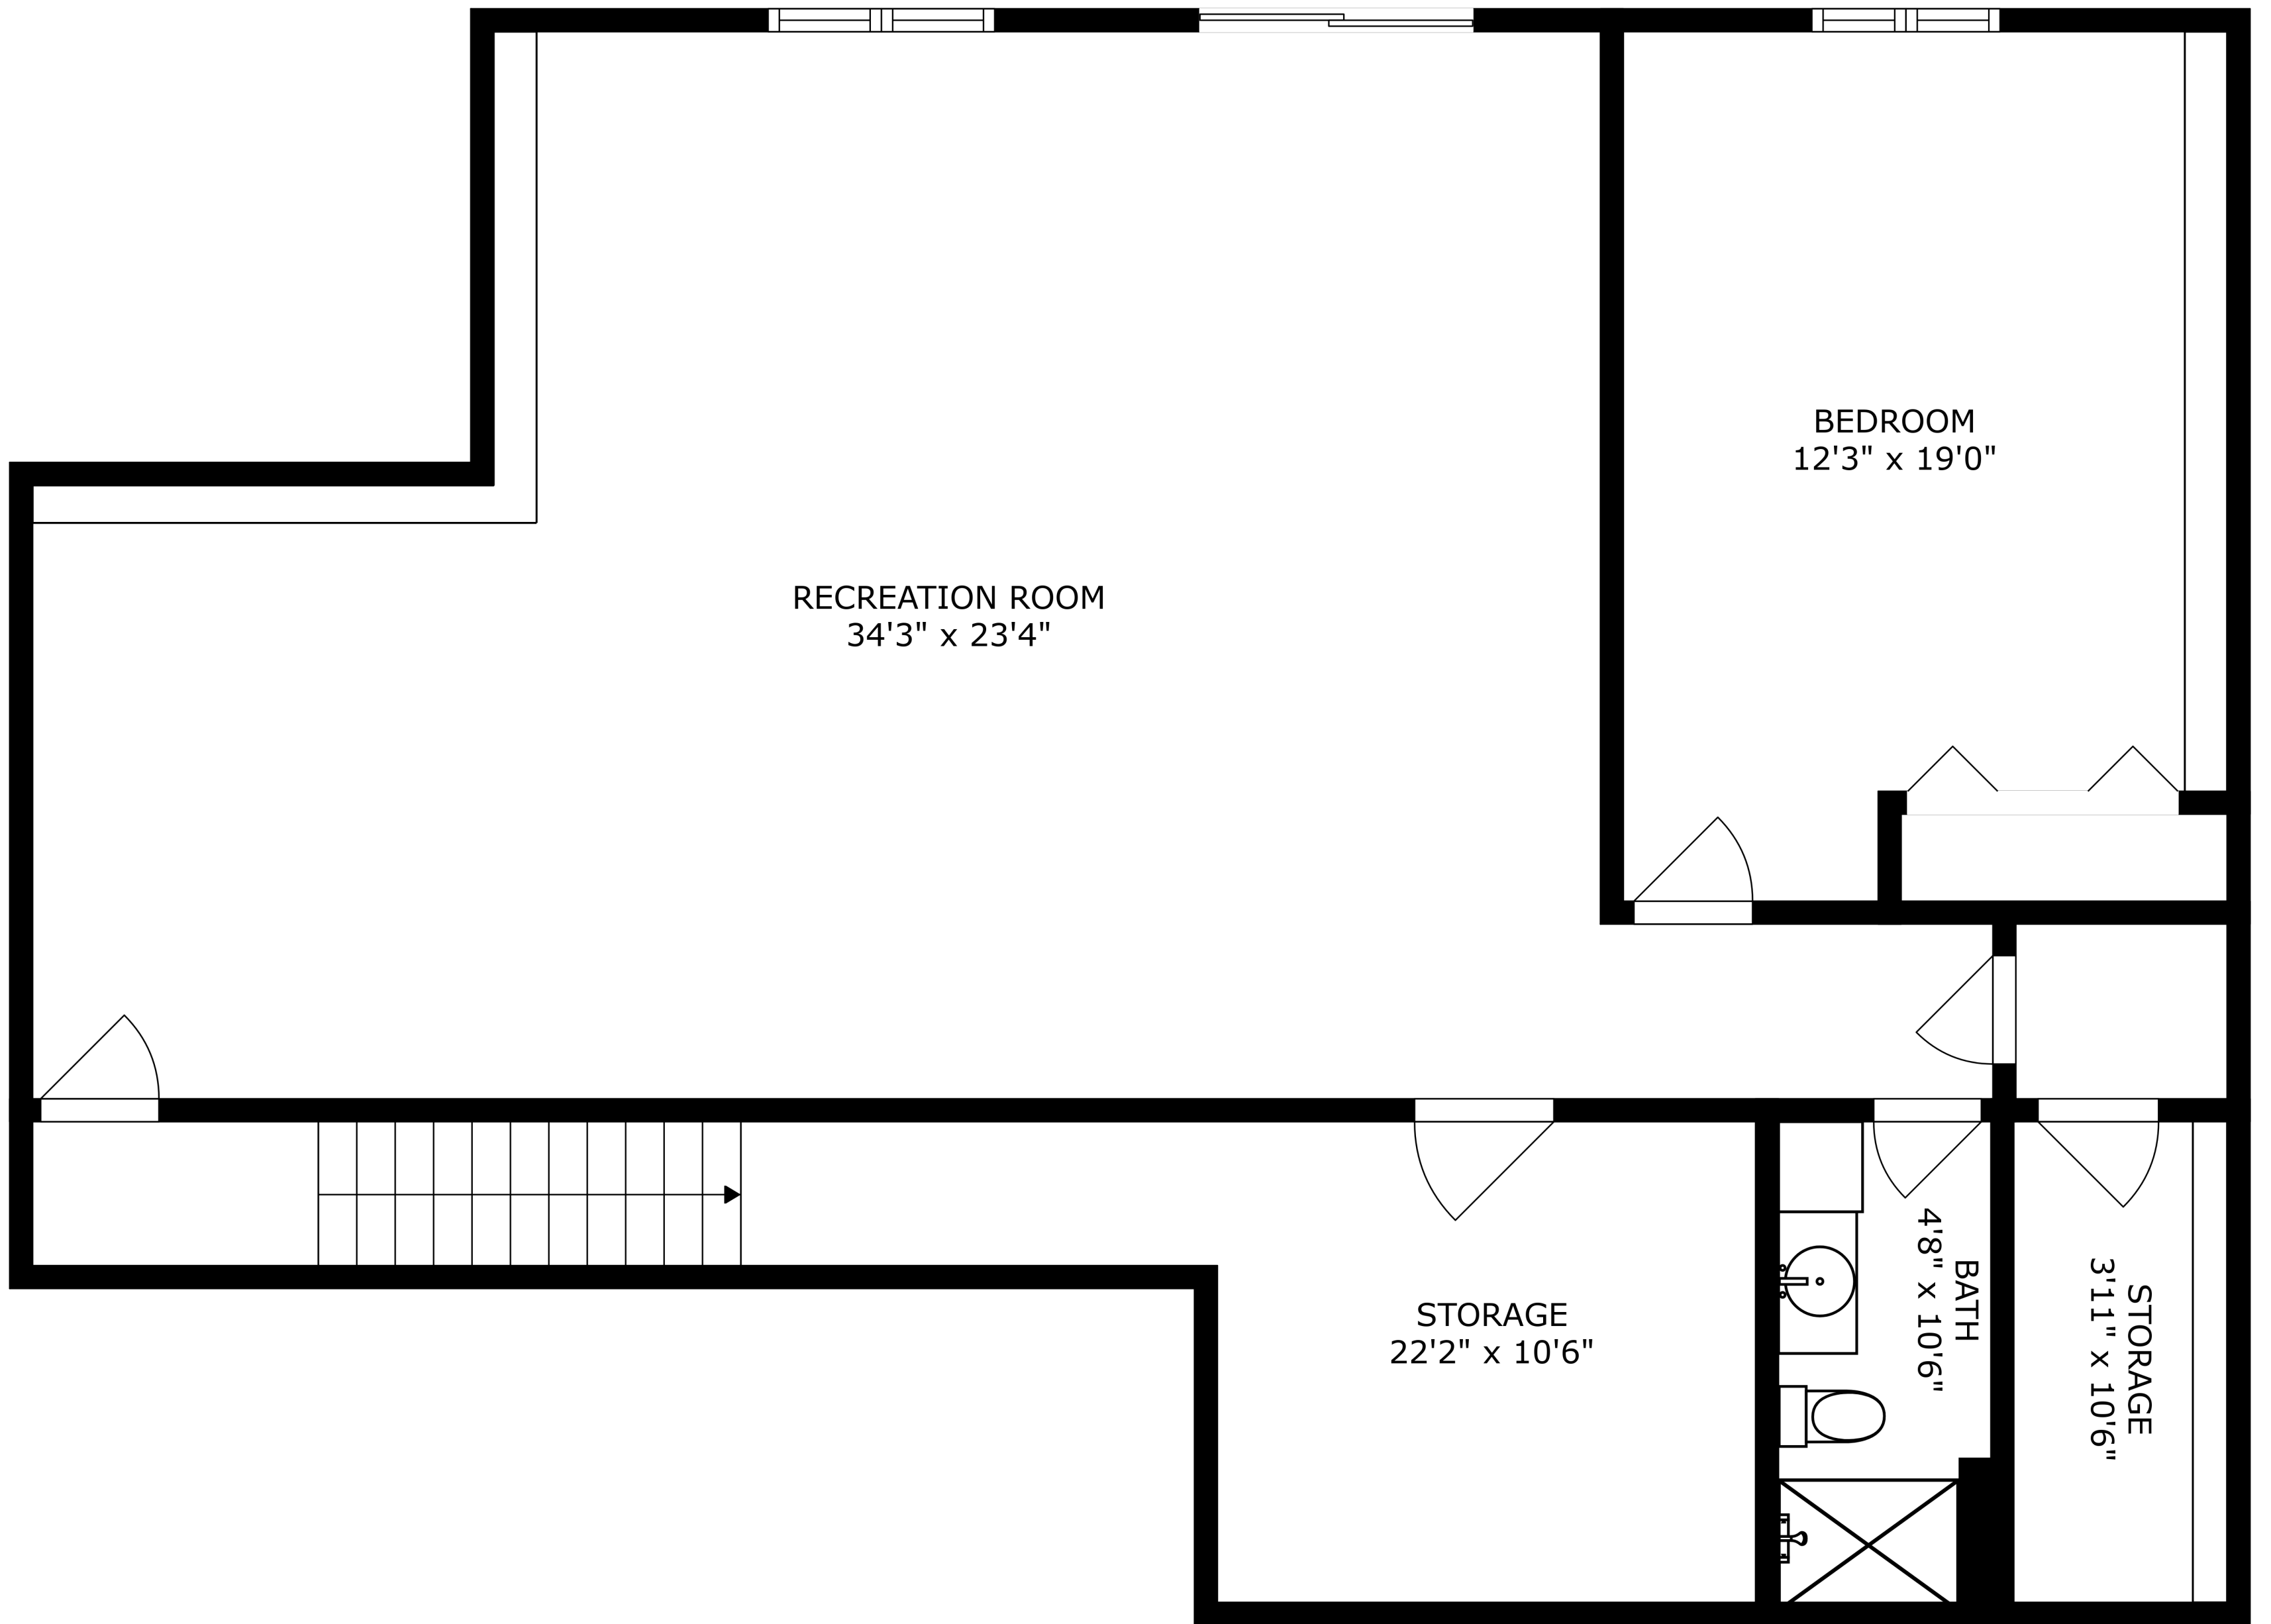 BEDROOM
12'3" x 19'0"
RECREATION ROOM
34'3" x 23'4"
STORAGE
22'2" x 10'6"
BATH
4'8" x 10'6"
STORAGE
3'11" x 10'6"